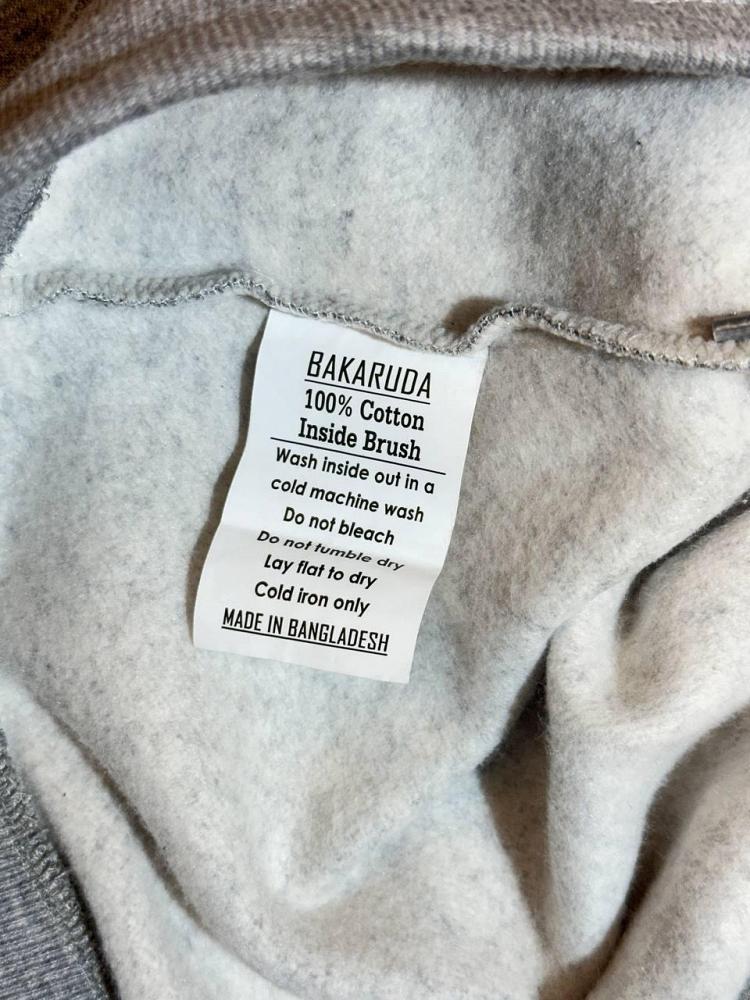 BAKARUDA
100% Cotton
Inside Brush
Wash inside out in a
cold machine wash
Do not bleach
Do not tumble dry
Lay flat to dry
Cold iron only
MADE IN BANGLADESH